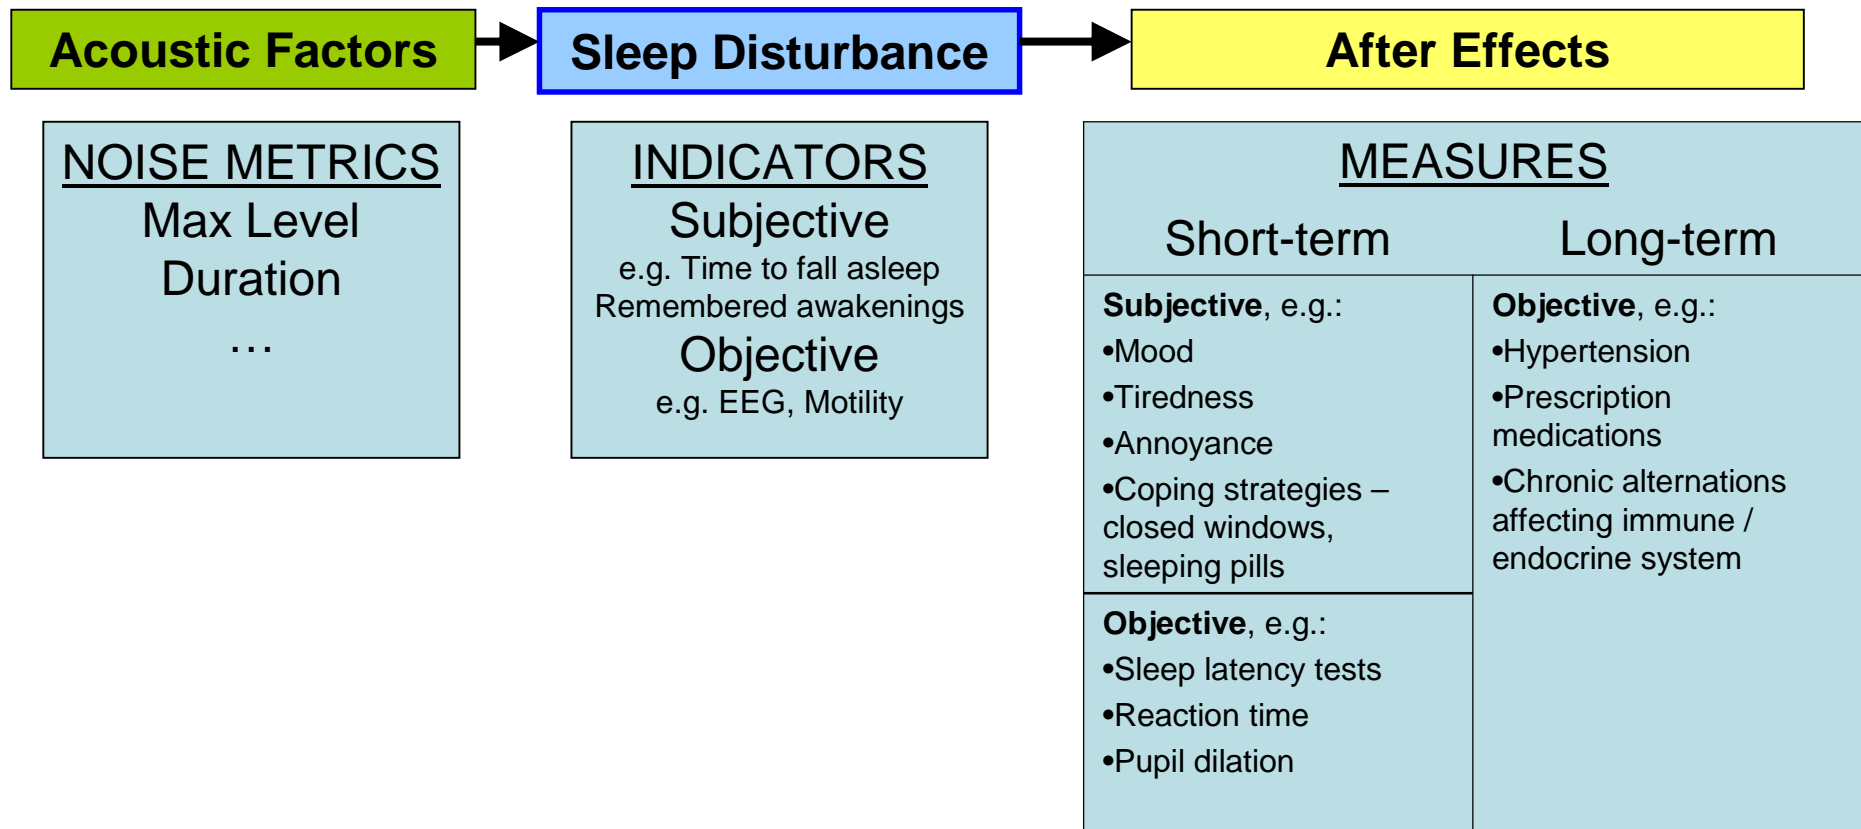 Acoustic Factors
Sleep Disturbance
After Effects
NOISE METRICS
Max Level
Duration
…
INDICATORS
Subjective
e.g. Time to fall asleep
Remembered awakenings
Objective
e.g. EEG, Motility
MEASURES
Short-term
Subjective, e.g.:
•Mood
•Tiredness
•Annoyance
•Coping strategies –
closed windows,
sleeping pills
Objective, e.g.:
•Sleep latency tests
•Reaction time
•Pupil dilation
Long-term
Objective, e.g.:
•Hypertension
•Prescription
medications
•Chronic alternations
affecting immune /
endocrine system